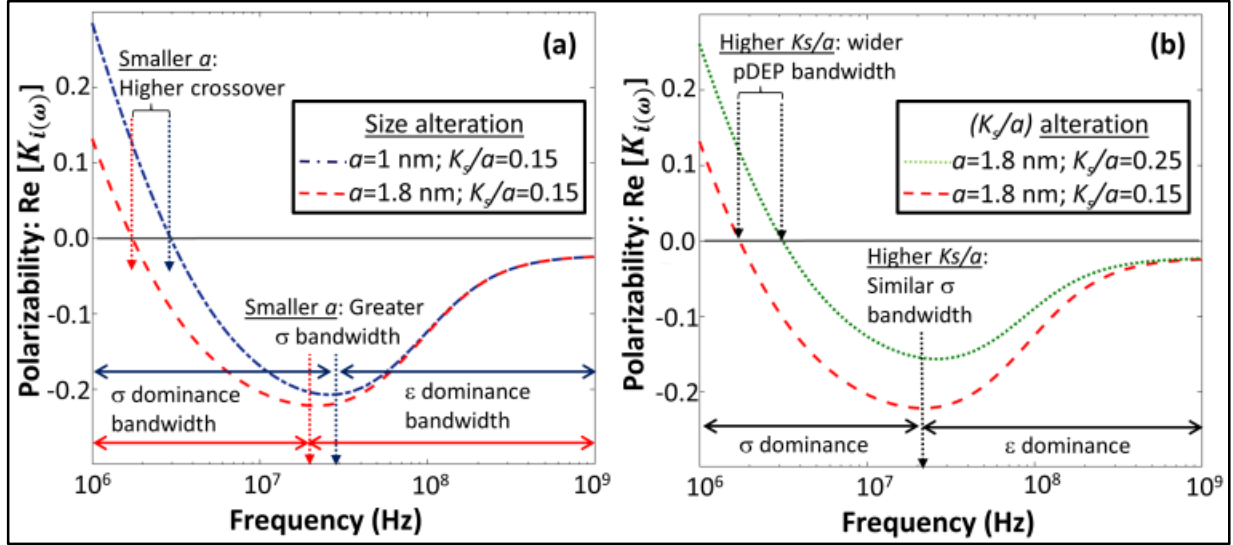 (a)
Smaller a:
Higher crossover
Size alteration
a=1 nm; Ks/a=0.15
a=1.8 nm; Ks/a=0.15
Smaller a: Greater
σ bandwidth
σ dominance
bandwidth
ε dominance
bandwidth
Polarizability: Re [Ki(ω)]
0.2
0.1
0.0
-0.1
-0.2
10⁶
10⁷
10⁸
10⁹
Frequency (Hz)
(b)
Higher Ks/a: wider
pDEP bandwidth
(Ks/a) alteration
a=1.8 nm; Ks/a=0.25
a=1.8 nm; Ks/a=0.15
Higher Ks/a:
Similar σ
bandwidth
σ dominance
ε dominance
Polarizability: Re [Ki(ω)]
0.2
0.1
0.0
-0.1
-0.2
10⁶
10⁷
10⁸
10⁹
Frequency (Hz)